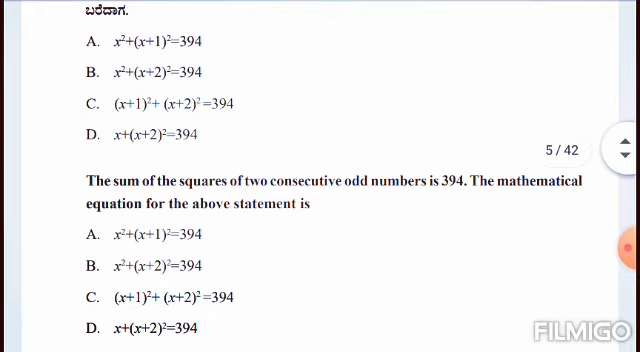 ಬರೆದಾಗ.
A. x²+(x+1)²=394
B. x²+(x+2)²=394
C. (x+1)²+ (x+2)² =394
D. x+(x+2)²=394
5 / 42
The sum of the squares of two consecutive odd numbers is 394. The mathematical
equation for the above statement is
A. x²+(x+1)²=394
B. x²+(x+2)²=394
C. (x+1)²+ (x+2)² =394
D. x+(x+2)²=394
FILMIGO